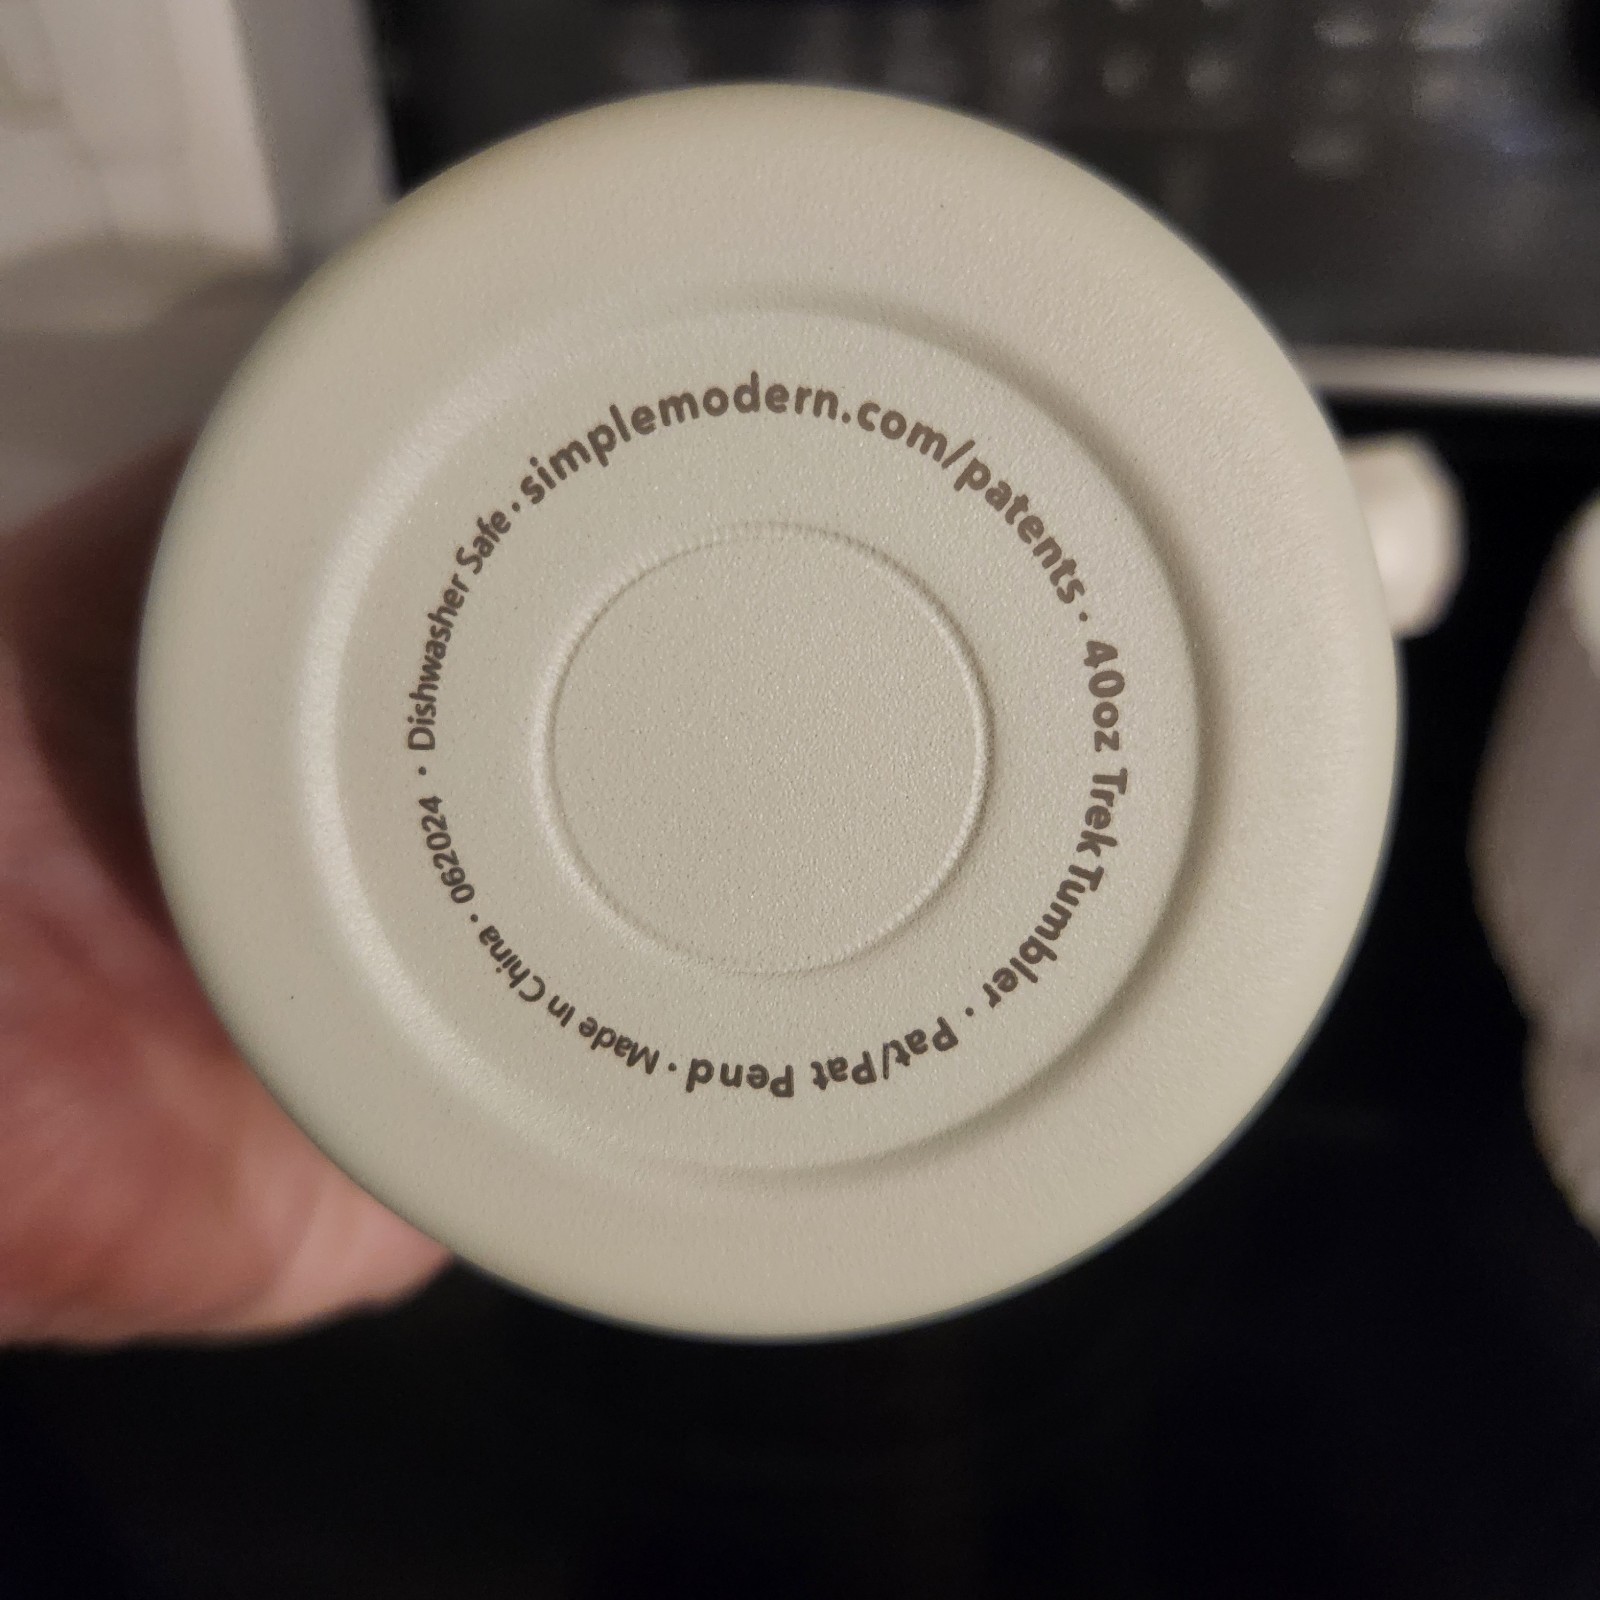 simplemodern.com/patents · 40oz Trek Tumbler · Pat/Pat Pend · Made In China · 062024 · Dishwasher Safe ·